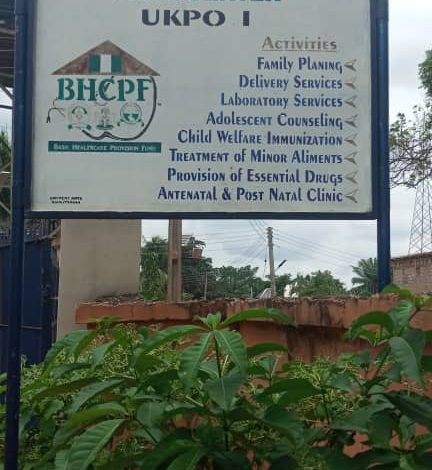 UKPO I
Activities
Family Planing
Delivery Services
Laboratory Services
Adolescent Counseling
Child Welfare Immunization
Treatment of Minor Aliments
Provision of Essential Drugs
Antenatal & Post Natal Clinic
BHCPF
Basic Healthcare Provision Fund